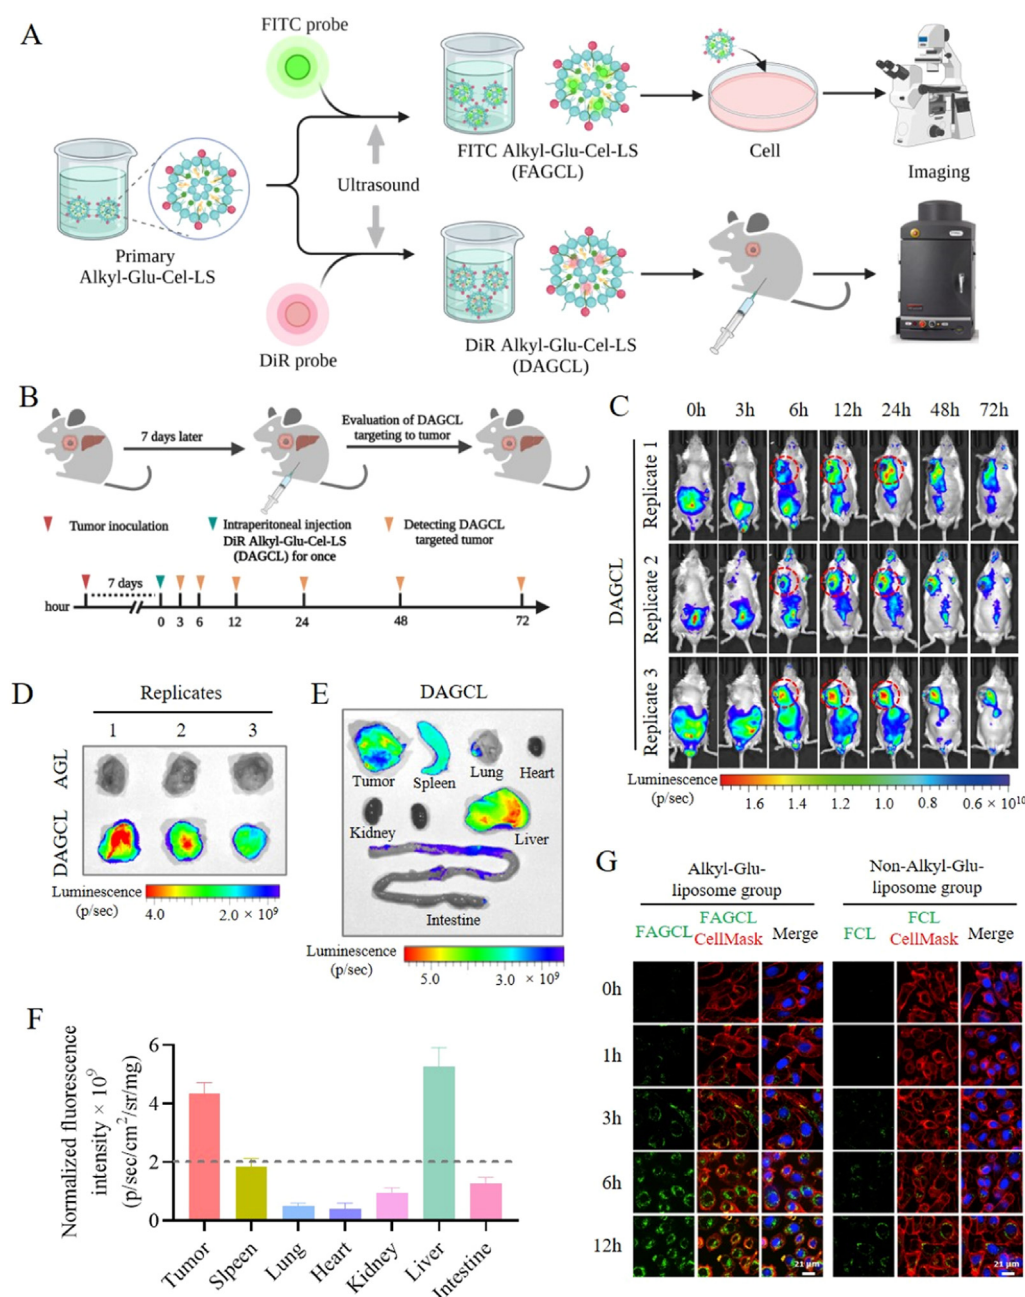 A
FITC probe
Ultrasound
Primary
Alkyl-Glu-Cel-LS
DiR probe
FITC Alkyl-Glu-Cel-LS
(FAGCL)
Cell
Imaging
DiR Alkyl-Glu-Cel-LS
(DAGCL)
B
7 days later
Evaluation of DAGCL
targeting to tumor
Tumor inoculation
Intraperitoneal injection
DiR Alkyl-Glu-Cel-LS
(DAGCL) for once
Detecting DAGCL
targeted tumor
7 days
hour
0 3 6 12 24 48 72
C
0h 3h 6h 12h 24h 48h 72h
DAGCL
Replicate 1
Replicate 2
Replicate 3
Luminescence
(p/sec)
1.6 1.4 1.2 1.0 0.8 0.6 × 10¹⁰
D
Replicates
1 2 3
AGL
DAGCL
Luminescence
(p/sec)
4.0 2.0 × 10⁹
E
DAGCL
Tumor
Spleen
Lung
Heart
Kidney
Liver
Intestine
Luminescence
(p/sec)
5.0 3.0 × 10⁹
F
Normalized fluorescence
intensity × 10⁹
(p/sec/cm²/sr/mg)
6
4
2
0
Tumor
Slpeen
Lung
Heart
Kidney
Liver
Intestine
G
Alkyl-Glu-
liposome group
Non-Alkyl-Glu-
liposome group
FAGCL
FAGCL
CellMask
Merge
FCL
FCL
CellMask
Merge
0h
1h
3h
6h
12h
21 μm
21 μm